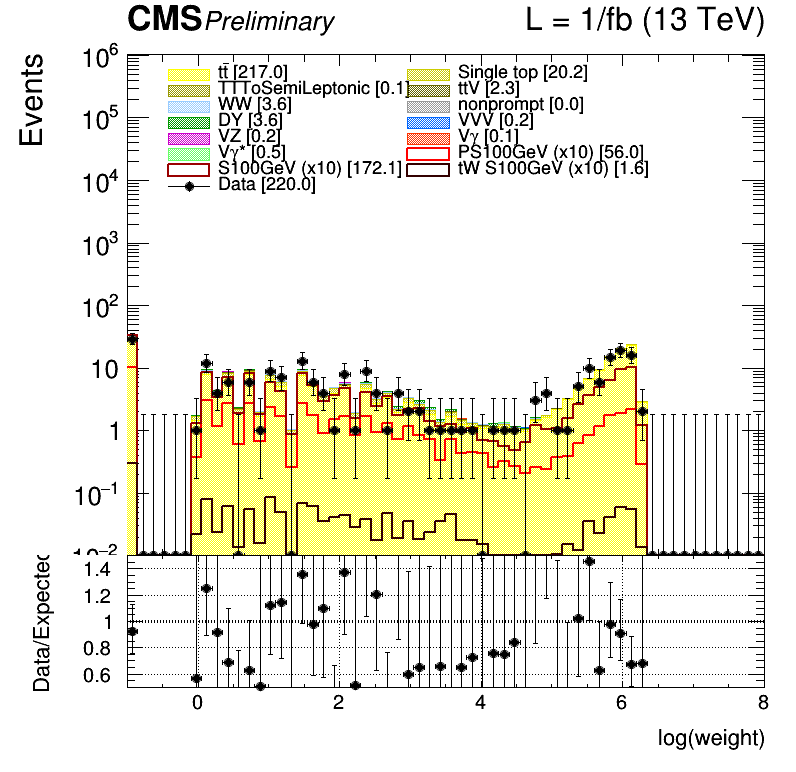 CMS Preliminary L = 1/fb (13 TeV)
Events
10⁶
10⁵
10⁴
10³
10²
10
1
10⁻¹
10⁻²
tt̄ [217.0] Single top [20.2]
TTToSemiLeptonic [0.1] ttV [2.3]
WW [3.6] nonprompt [0.0]
DY [3.6] VVV [0.2]
VZ [0.2] Vγ [0.1]
Vγ* [0.5] PS100GeV (x10) [56.0]
S100GeV (x10) [172.1] tW S100GeV (x10) [1.6]
Data [220.0]
Data/Expected
1.4
1.2
1
0.8
0.6
0 2 4 6 8
log(weight)